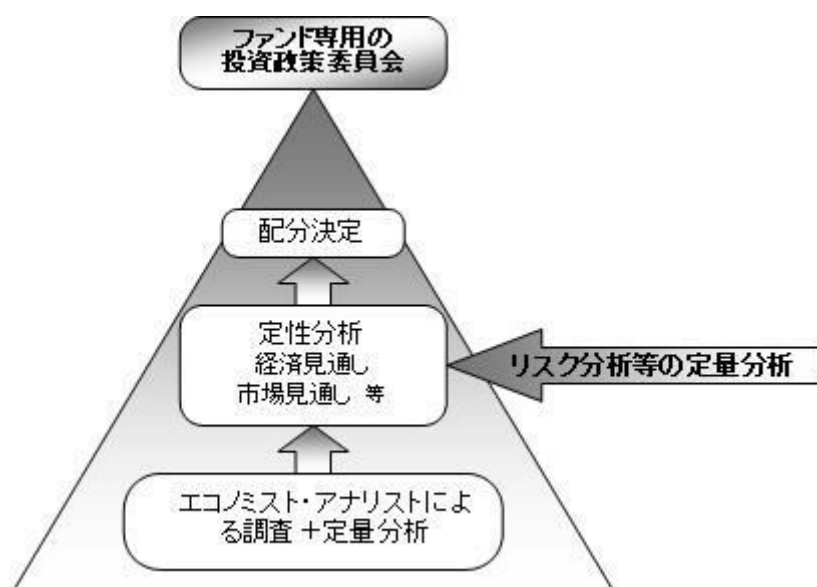 ファンド専用の
投資政策委員会
配分決定
定性分析
経済見通し
市場見通し 等
リスク分析等の定量分析
エコノミスト・アナリストによ
る調査＋定量分析